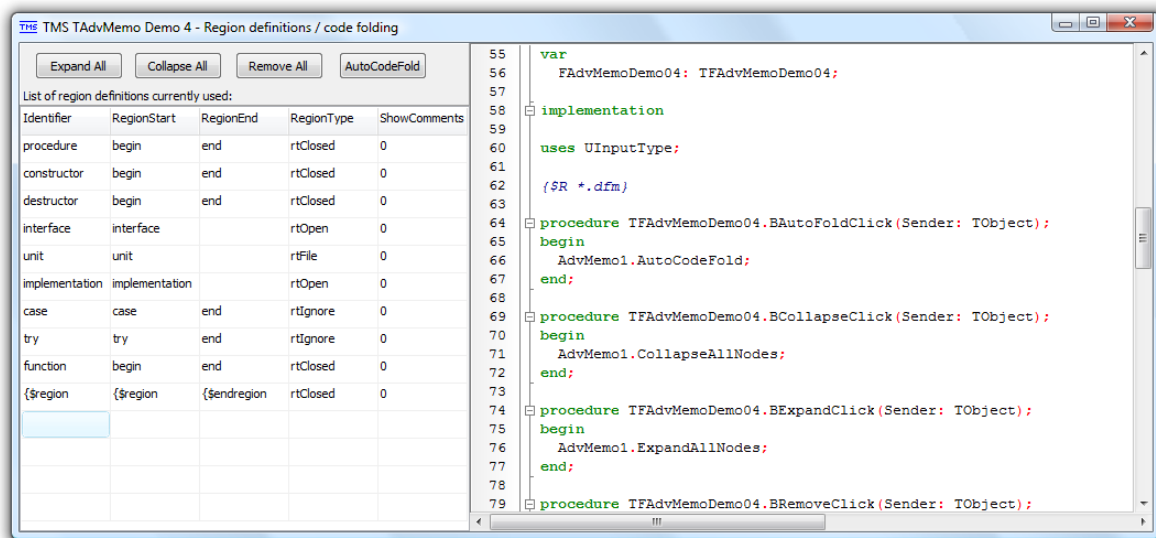 TMS TMS TAdvMemo Demo 4 - Region definitions / code folding
Expand All Collapse All Remove All AutoCodeFold
List of region definitions currently used:
Identifier RegionStart RegionEnd RegionType ShowComments
procedure begin end rtClosed 0
constructor begin end rtClosed 0
destructor begin end rtClosed 0
interface interface rtOpen 0
unit unit rtFile 0
implementation implementation rtOpen 0
case case end rtIgnore 0
try try end rtIgnore 0
function begin end rtClosed 0
{$region {$region {$endregion rtClosed 0
55 var
56 FAdvMemoDemo04: TFAdvMemoDemo04;
57
58 implementation
59
60 uses UInputType;
61
62 {$R *.dfm}
63
64 procedure TFAdvMemoDemo04.BAutoFoldClick(Sender: TObject);
65 begin
66 AdvMemo1.AutoCodeFold;
67 end;
68
69 procedure TFAdvMemoDemo04.BCollapseClick(Sender: TObject);
70 begin
71 AdvMemo1.CollapseAllNodes;
72 end;
73
74 procedure TFAdvMemoDemo04.BExpandClick(Sender: TObject);
75 begin
76 AdvMemo1.ExpandAllNodes;
77 end;
78
79 procedure TFAdvMemoDemo04.BRemoveClick(Sender: TObject);